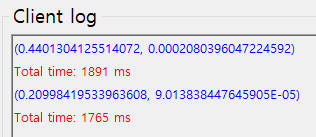 Client log
(0.4401304125514072, 0.0002080396047224592)
Total time: 1891 ms
(0.20998419533963608, 9.013838447645905E-05)
Total time: 1765 ms